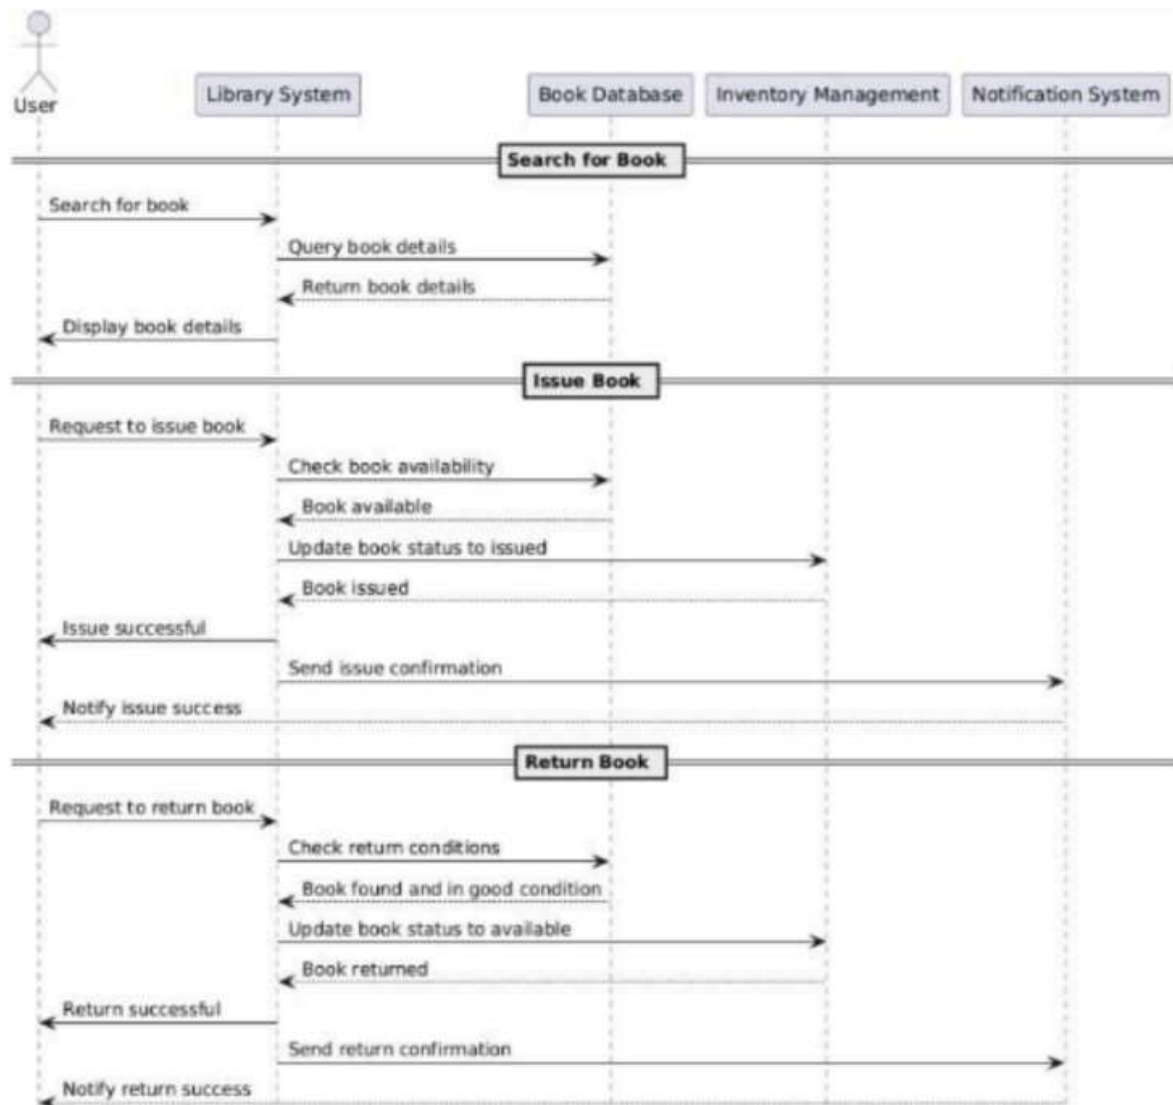 User
Library System
Book Database
Inventory Management
Notification System
Search for Book
Search for book
Query book details
Return book details
Display book details
Issue Book
Request to issue book
Check book availability
Book available
Update book status to issued
Book issued
Issue successful
Send issue confirmation
Notify issue success
Return Book
Request to return book
Check return conditions
Book found and in good condition
Update book status to available
Book returned
Return successful
Send return confirmation
Notify return success